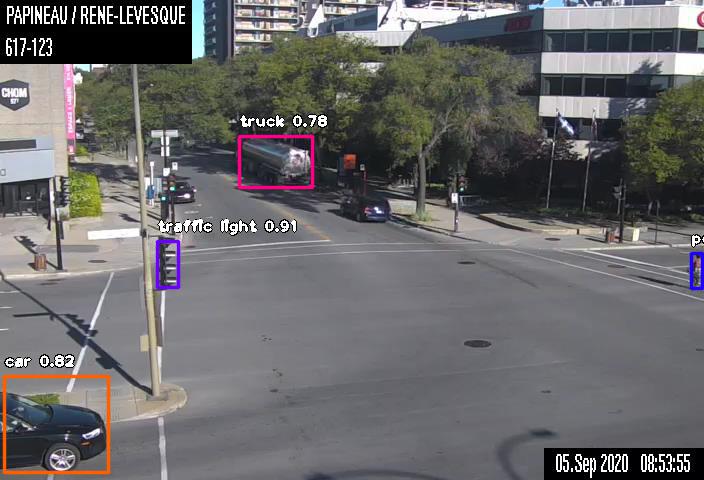 PAPINEAU / RENE-LEVESQUE
617-123
CHOM
truck 0.78
traffic light 0.91
car 0.82
05.Sep 2020 08:53:55